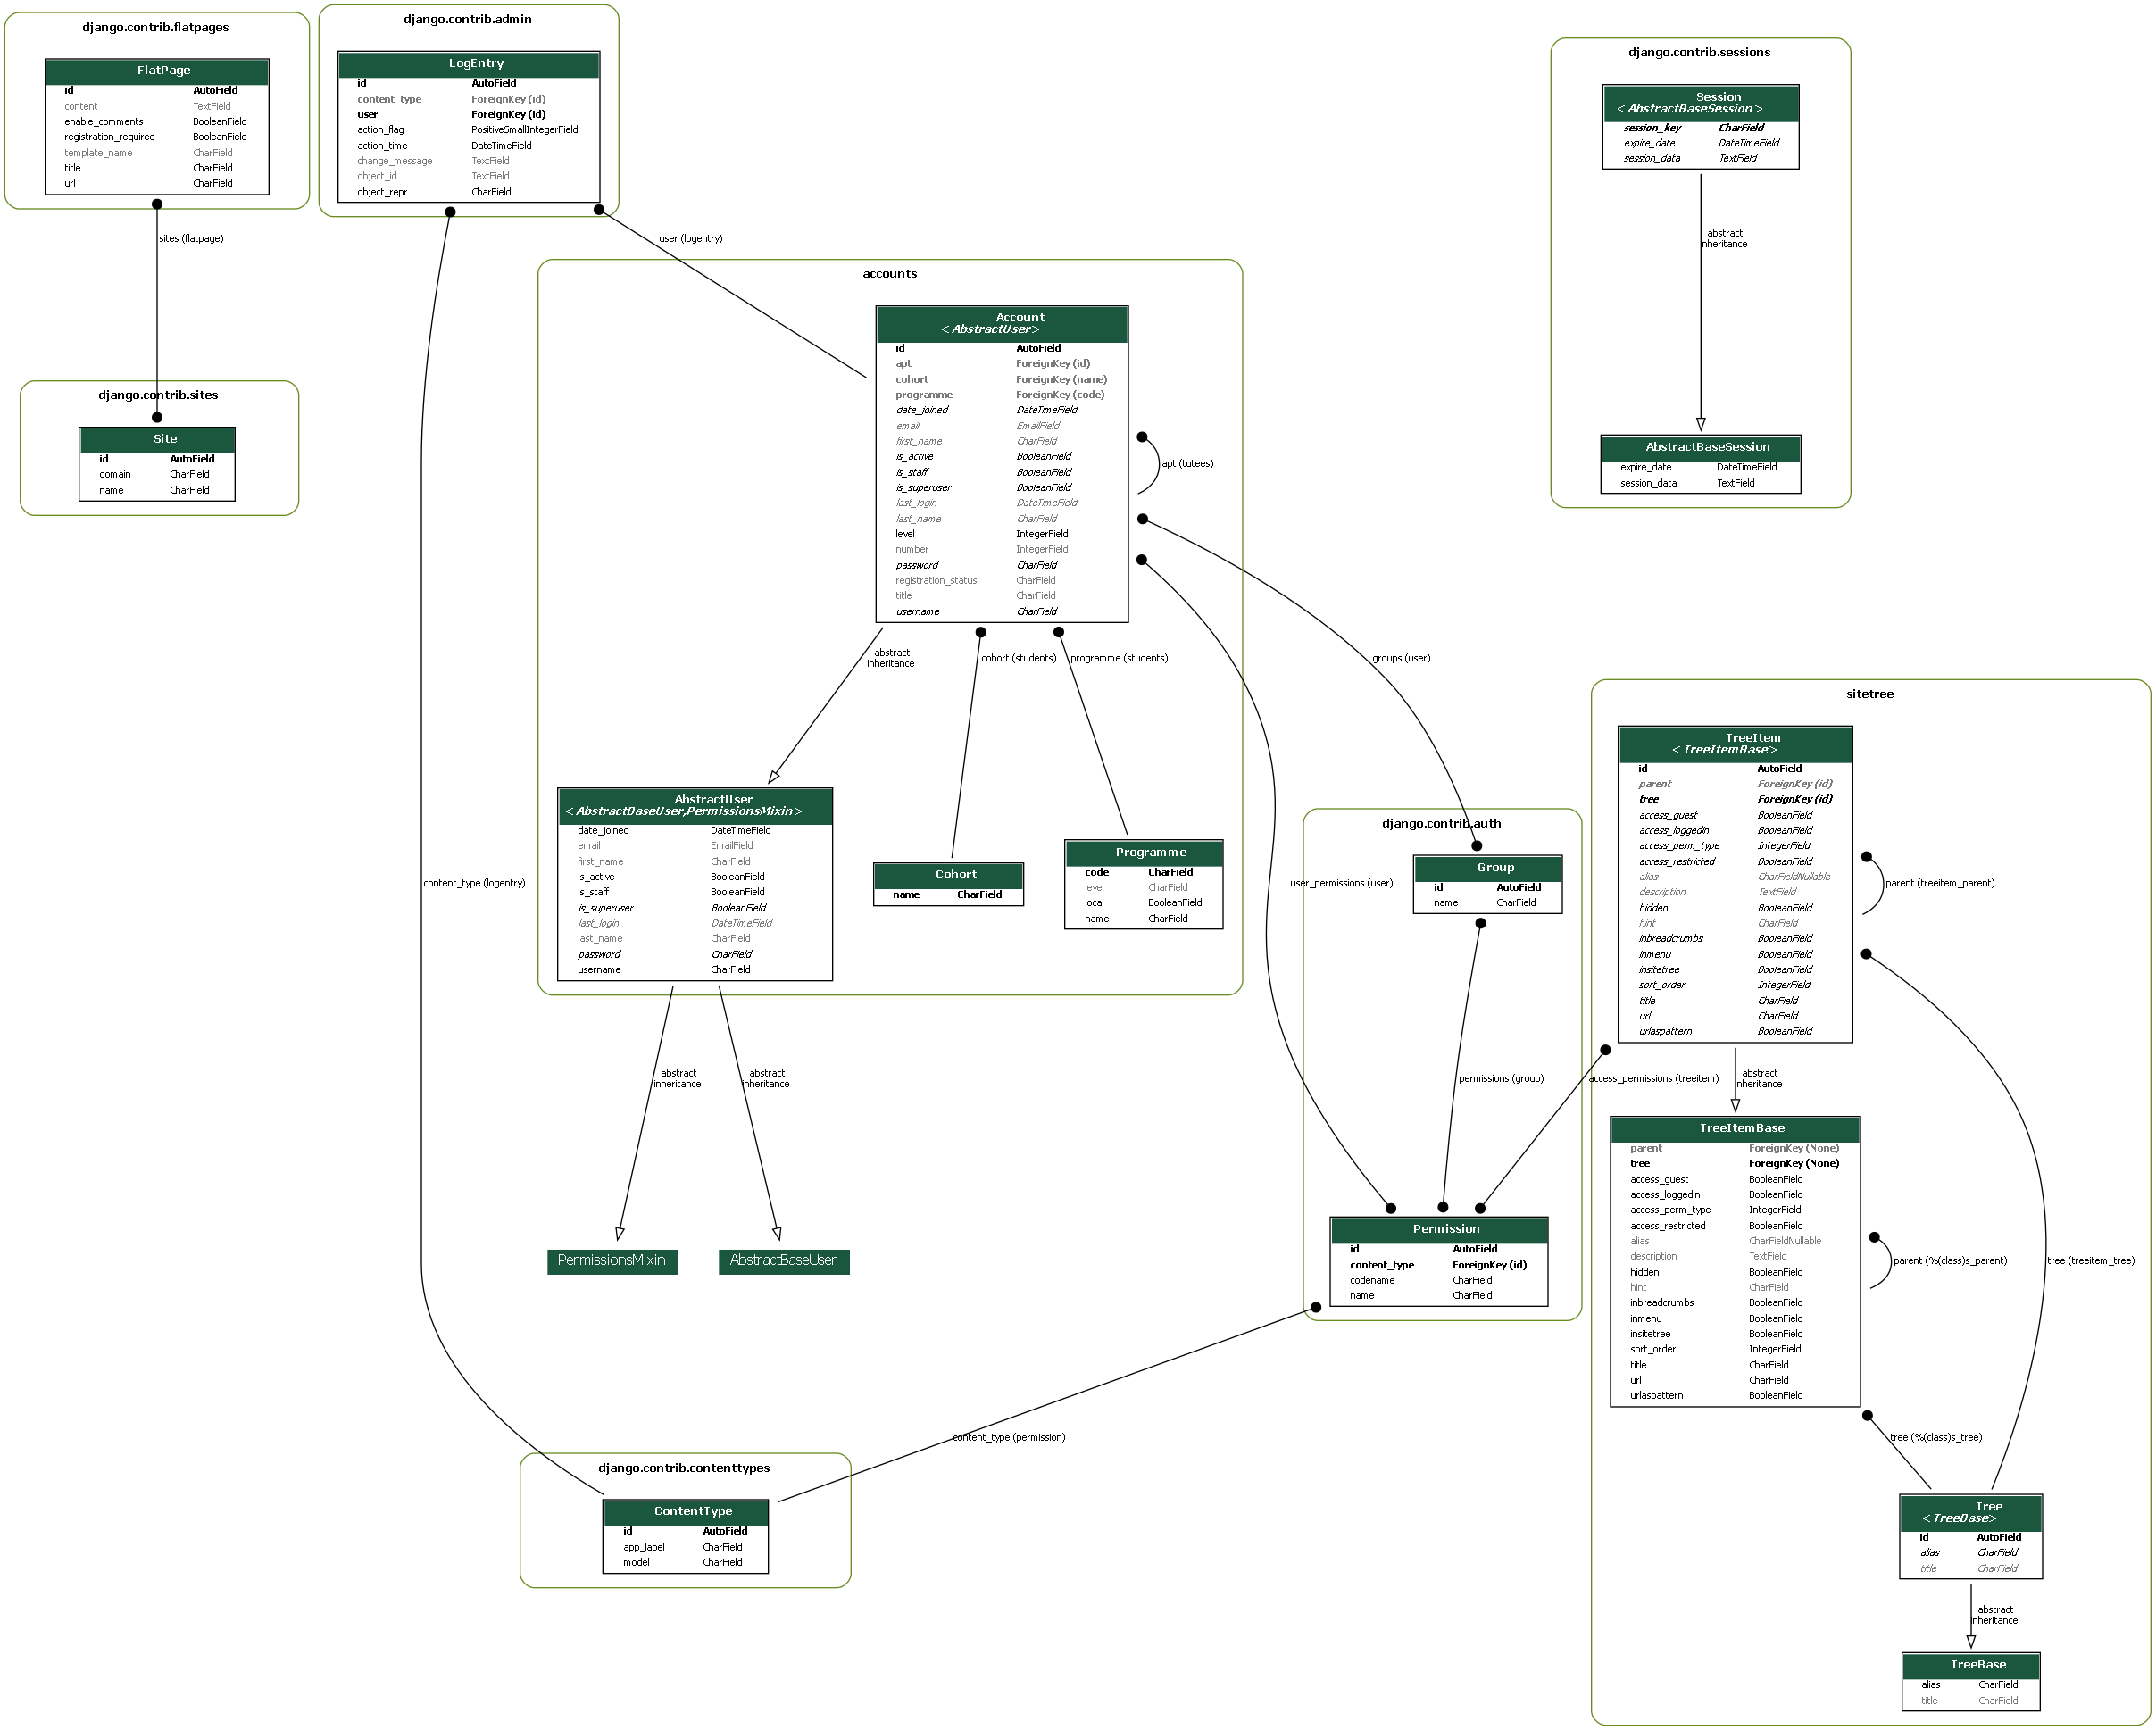 django.contrib.flatpages
FlatPage
id AutoField
content TextField
enable_comments BooleanField
registration_required BooleanField
template_name CharField
title CharField
url CharField
sites (flatpage)
django.contrib.sites
Site
id AutoField
domain CharField
name CharField
django.contrib.admin
LogEntry
id AutoField
content_type ForeignKey (id)
user ForeignKey (id)
action_flag PositiveSmallIntegerField
action_time DateTimeField
change_message TextField
object_id TextField
object_repr CharField
user (logentry)
content_type (logentry)
accounts
Account
<AbstractUser>
id AutoField
apt ForeignKey (id)
cohort ForeignKey (name)
programme ForeignKey (code)
date_joined DateTimeField
email EmailField
first_name CharField
is_active BooleanField
is_staff BooleanField
is_superuser BooleanField
last_login DateTimeField
last_name CharField
level IntegerField
number IntegerField
password CharField
registration_status CharField
title CharField
username CharField
apt (tutees)
abstract
inheritance
cohort (students)
programme (students)
groups (user)
user_permissions (user)
AbstractUser
<AbstractBaseUser,PermissionsMixin>
date_joined DateTimeField
email EmailField
first_name CharField
is_active BooleanField
is_staff BooleanField
is_superuser BooleanField
last_login DateTimeField
last_name CharField
password CharField
username CharField
Cohort
name CharField
Programme
code CharField
level CharField
local BooleanField
name CharField
abstract
inheritance
abstract
inheritance
PermissionsMixin
AbstractBaseUser
django.contrib.auth
Group
id AutoField
name CharField
permissions (group)
access_permissions (treeitem)
Permission
id AutoField
content_type ForeignKey (id)
codename CharField
name CharField
content_type (permission)
django.contrib.contenttypes
ContentType
id AutoField
app_label CharField
model CharField
django.contrib.sessions
Session
<AbstractBaseSession>
session_key CharField
expire_date DateTimeField
session_data TextField
abstract
inheritance
AbstractBaseSession
expire_date DateTimeField
session_data TextField
sitetree
TreeItem
<TreeItemBase>
id AutoField
parent ForeignKey (id)
tree ForeignKey (id)
access_guest BooleanField
access_loggedin BooleanField
access_perm_type IntegerField
access_restricted BooleanField
alias CharFieldNullable
description TextField
hidden BooleanField
hint CharField
inbreadcrumbs BooleanField
inmenu BooleanField
insitetree BooleanField
sort_order IntegerField
title CharField
url CharField
urlaspattern BooleanField
parent (treeitem_parent)
abstract
inheritance
TreeItemBase
parent ForeignKey (None)
tree ForeignKey (None)
access_guest BooleanField
access_loggedin BooleanField
access_perm_type IntegerField
access_restricted BooleanField
alias CharFieldNullable
description TextField
hidden BooleanField
hint CharField
inbreadcrumbs BooleanField
inmenu BooleanField
insitetree BooleanField
sort_order IntegerField
title CharField
url CharField
urlaspattern BooleanField
parent (%(class)s_parent)
tree (treeitem_tree)
tree (%(class)s_tree)
Tree
<TreeBase>
id AutoField
alias CharField
title CharField
abstract
inheritance
TreeBase
alias CharField
title CharField